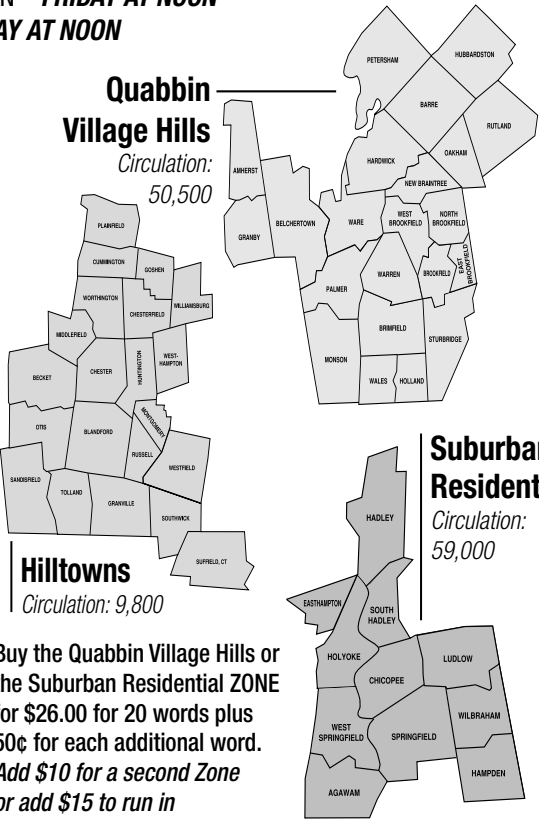 FRIDAY AT NOON
AY AT NOON
Quabbin
Village Hills
Circulation:
50,500
PETERSHAM
HUBBARDSTON
BARRE
RUTLAND
OAKHAM
HARDWICK
NEW BRAINTREE
AMHERST
BELCHERTOWN
GRANBY
WARE
WEST
BROOKFIELD
NORTH
BROOKFIELD
EAST
BROOKFIELD
BROOKFIELD
WARREN
PALMER
BRIMFIELD
STURBRIDGE
MONSON
WALES
HOLLAND
PLAINFIELD
CUMMINGTON
GOSHEN
WORTHINGTON
CHESTERFIELD
WILLIAMSBURG
MIDDLEFIELD
CHESTER
HUNTINGTON
WEST-
HAMPTON
BECKET
OTIS
BLANDFORD
MONTGOMERY
RUSSELL
WESTFIELD
SANDISFIELD
TOLLAND
GRANVILLE
SOUTHWICK
SUFFIELD, CT
Hilltowns
Circulation: 9,800
Suburban
Resident
Circulation:
59,000
HADLEY
EASTHAMPTON
SOUTH
HADLEY
HOLYOKE
CHICOPEE
LUDLOW
WEST
SPRINGFIELD
SPRINGFIELD
WILBRAHAM
HAMPDEN
AGAWAM
Buy the Quabbin Village Hills or
the Suburban Residential ZONE
for $26.00 for 20 words plus
50¢ for each additional word.
Add $10 for a second Zone
or add $15 to run in